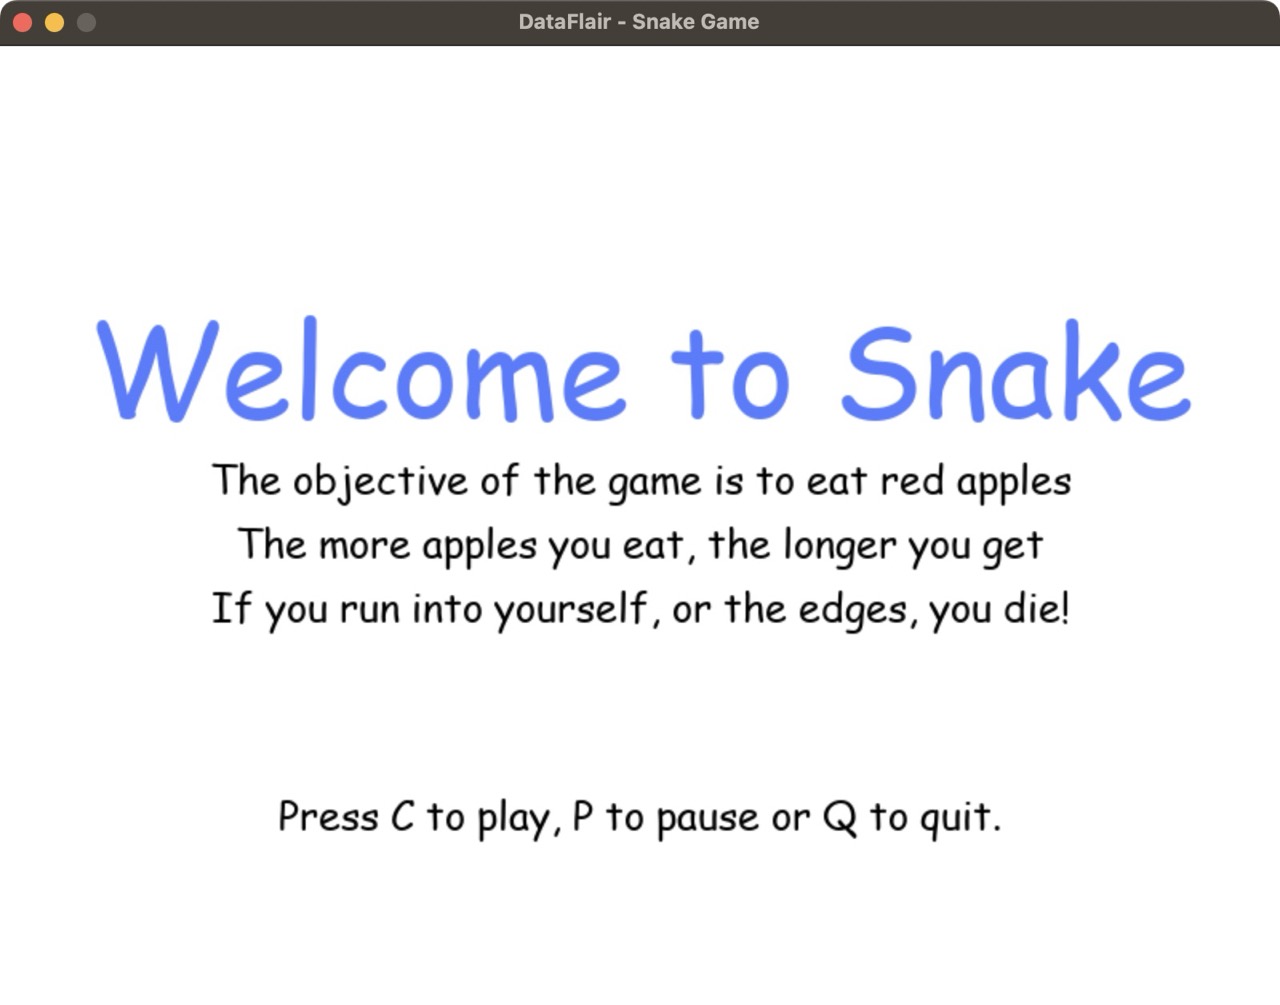 DataFlair - Snake Game
Welcome to Snake
The objective of the game is to eat red apples
The more apples you eat, the longer you get
If you run into yourself, or the edges, you die!
Press C to play, P to pause or Q to quit.